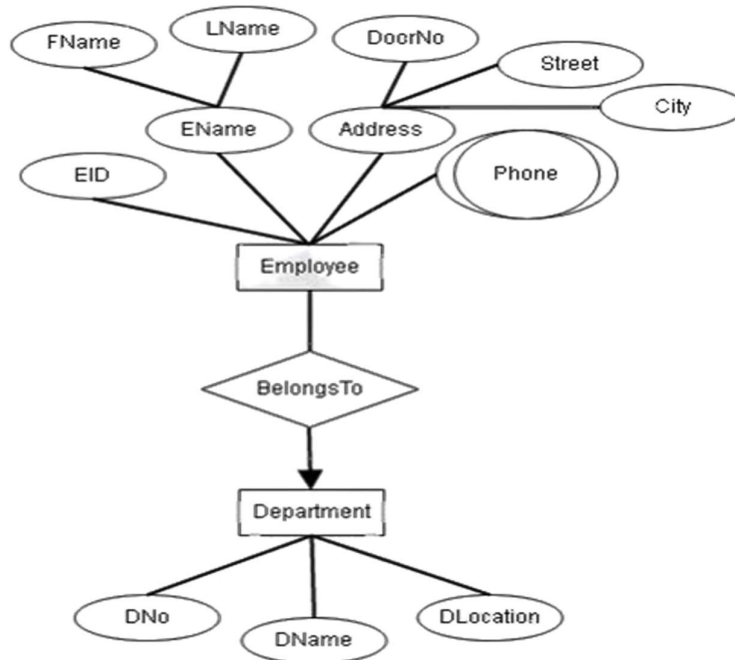 LName
DoorNo
FName
Street
City
EName
Address
EID
Phone
Employee
BelongsTo
Department
DNo
DName
DLocation